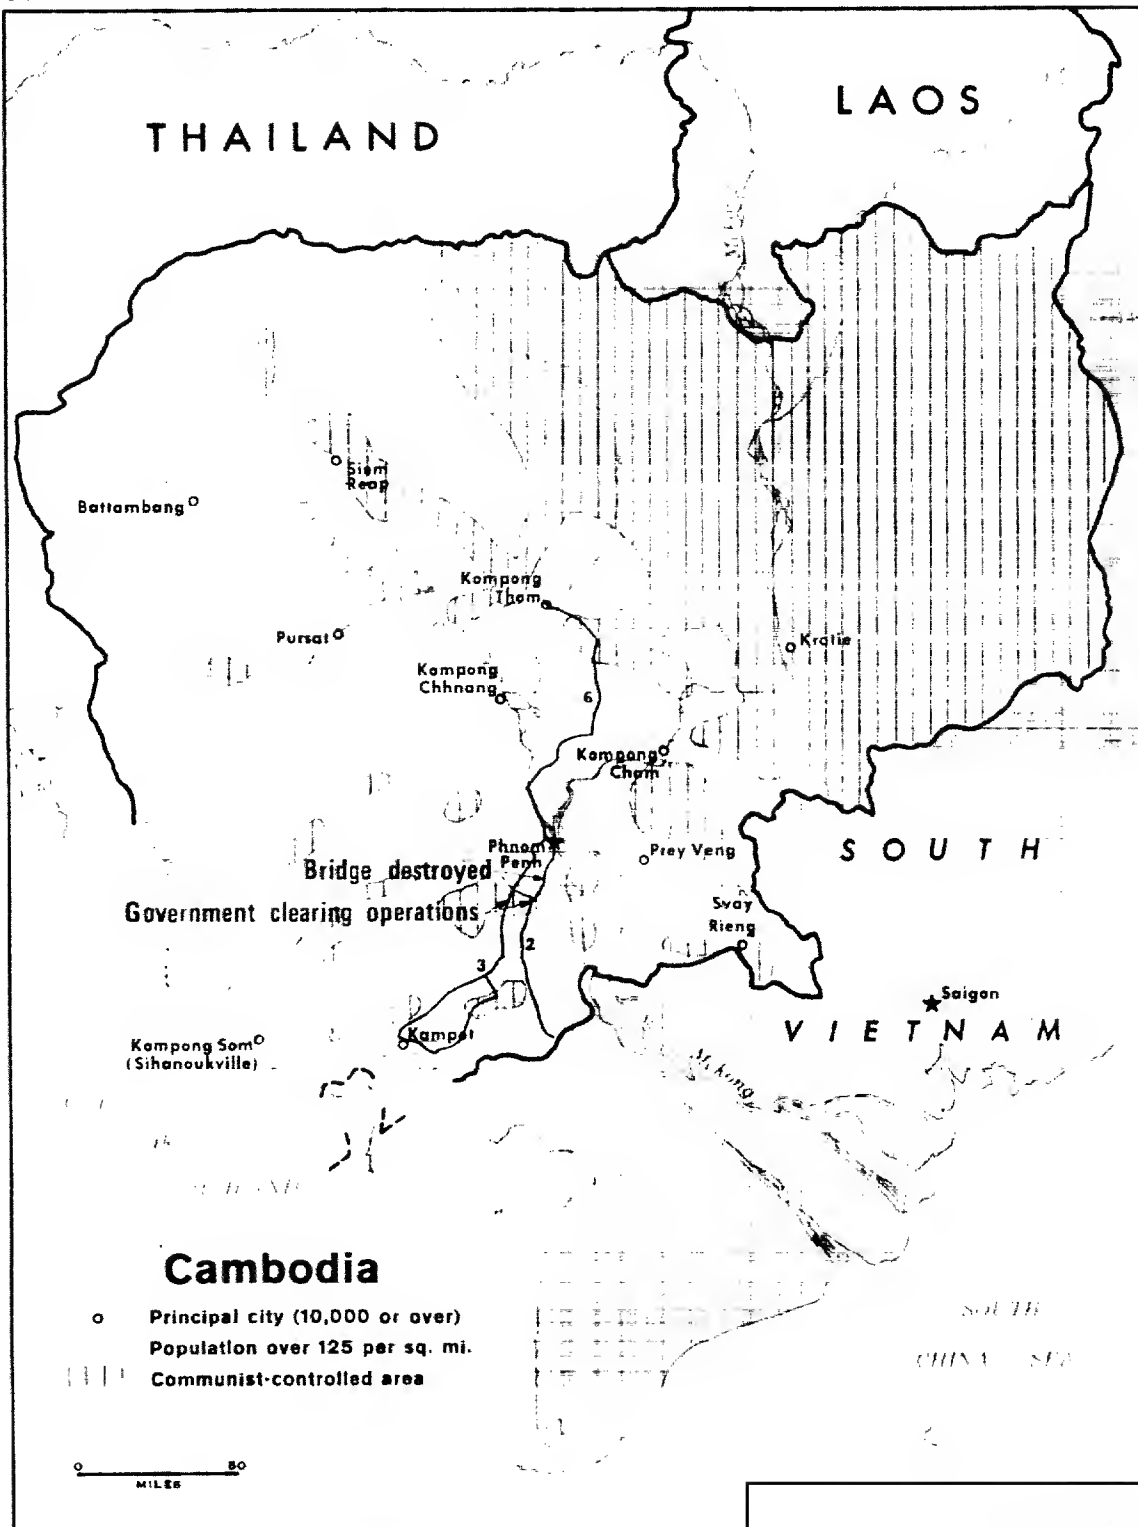 THAILAND
LAOS
Siem
Reap
Battambang
Kompong
Thom
Pursat
Kratie
Kompong
Chhnang
6
Kompong
Cham
Phnom
Penh
Prey Veng
SOUTH
Bridge destroyed
Government clearing operations
Svay
Rieng
2
3
Saigon
Kampot
VIETNAM
Kompong Som
(Sihanoukville)
Mekong
Cambodia
Principal city (10,000 or over)
Population over 125 per sq. mi.
Communist-controlled area
SOUTH
CHINA SEA
0 50
MILES